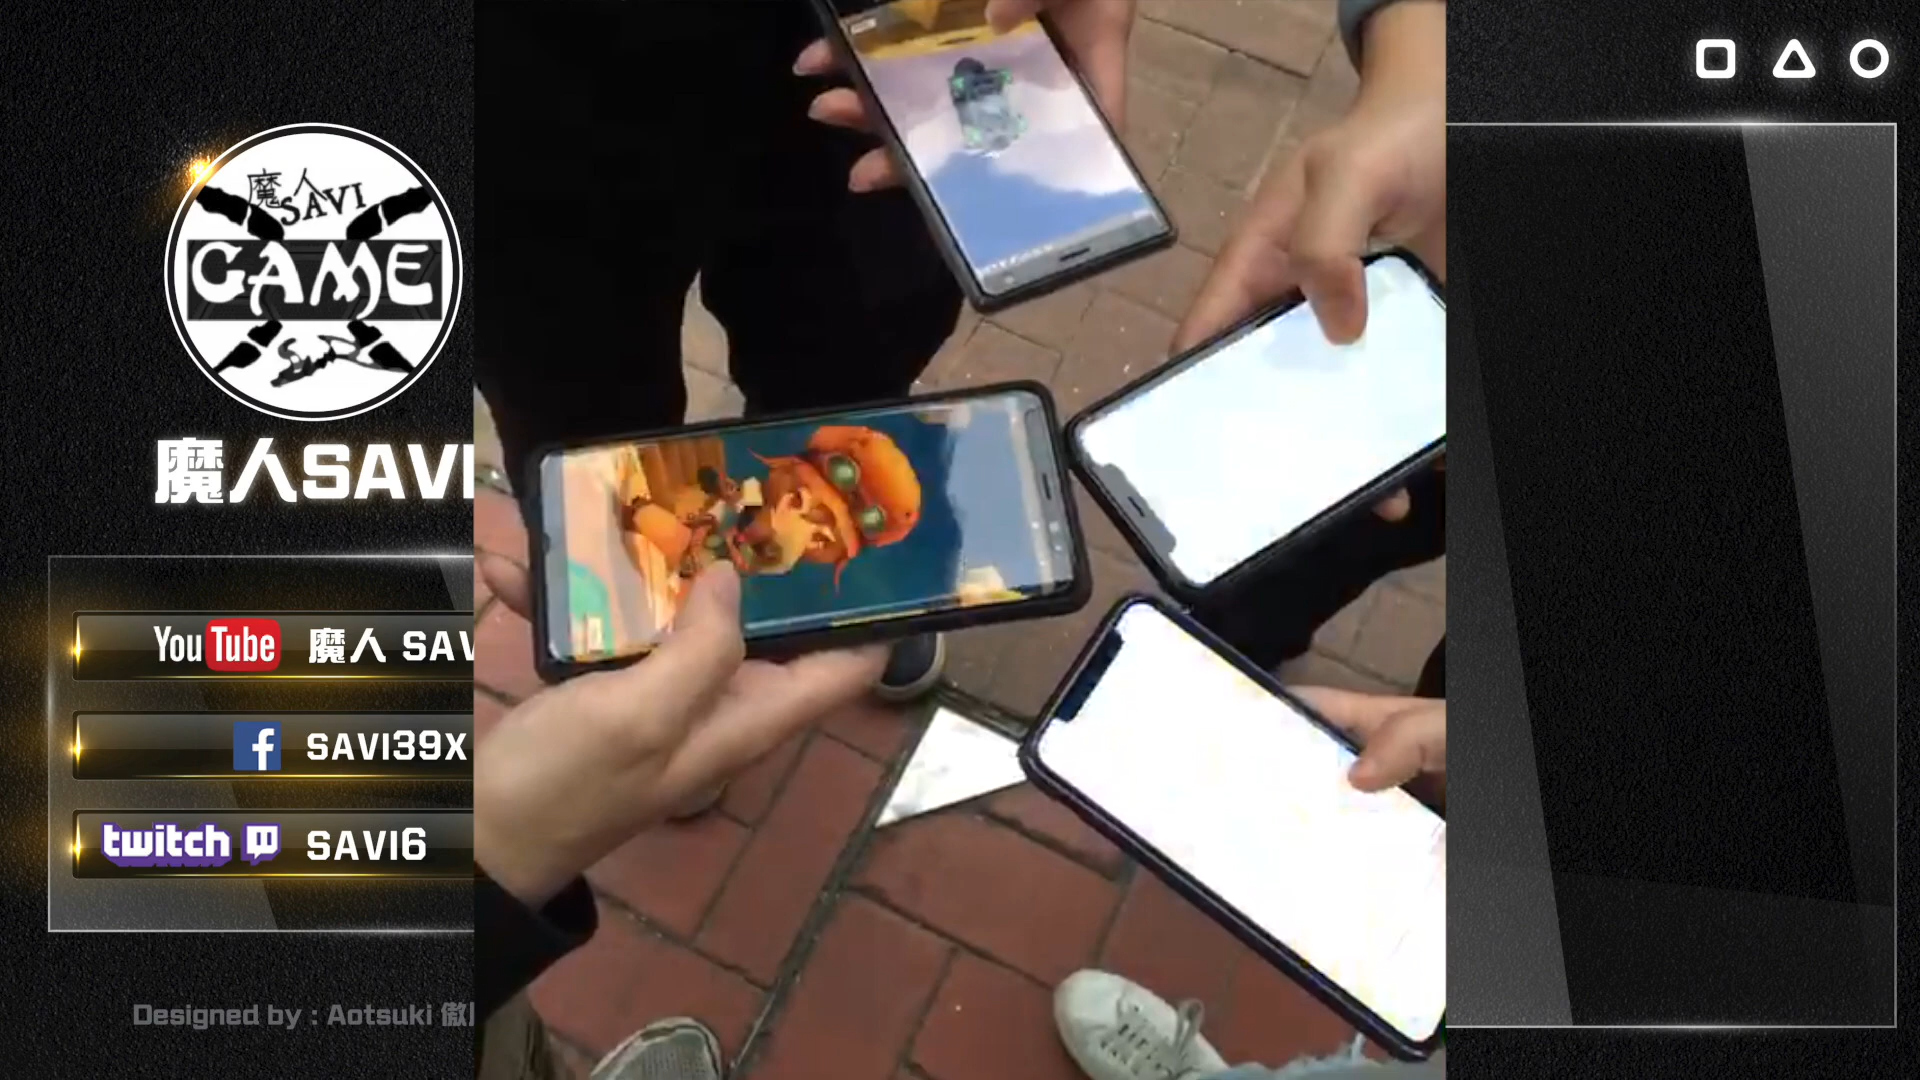 魔人
SAVI
GAME
魔人SAVI
YouTube 魔人 SAV
SAVI39X
twitch SAVI6
Designed by : Aotsuki 傲